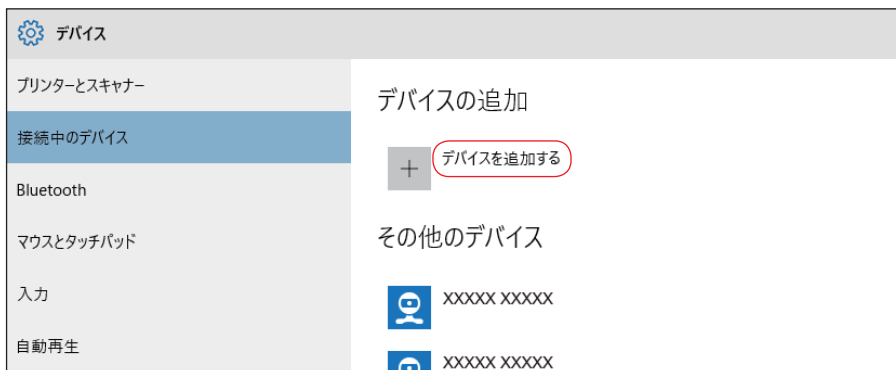 デバイス
プリンターとスキャナー
接続中のデバイス
Bluetooth
マウスとタッチパッド
入力
自動再生
デバイスの追加
デバイスを追加する
その他のデバイス
XXXXX XXXXX
XXXXX XXXXX